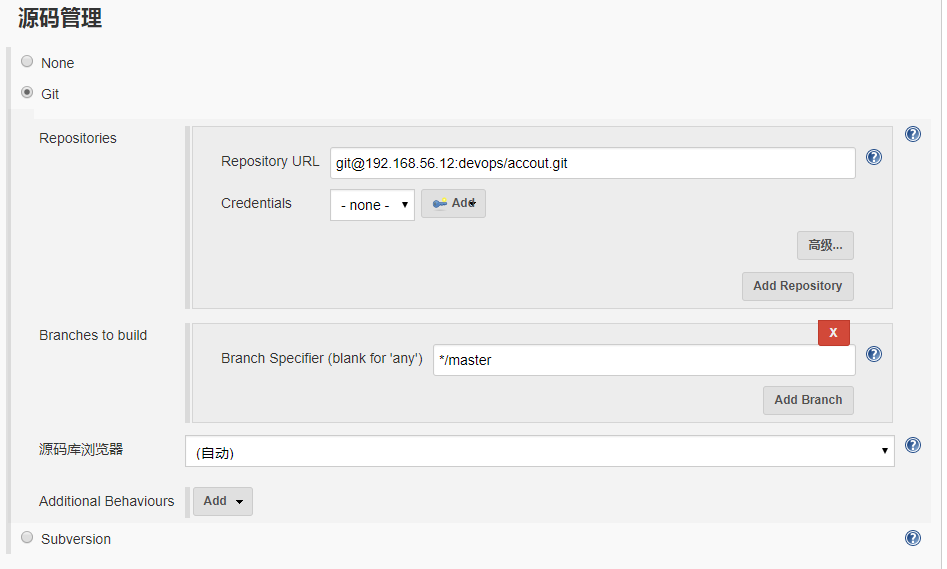 源码管理
None
Git
Repositories
Repository URL git@192.168.56.12:devops/accout.git
Credentials - none - Add
高级...
Add Repository
Branches to build X
Branch Specifier (blank for 'any') */master
Add Branch
源码库浏览器 (自动)
Additional Behaviours Add
Subversion